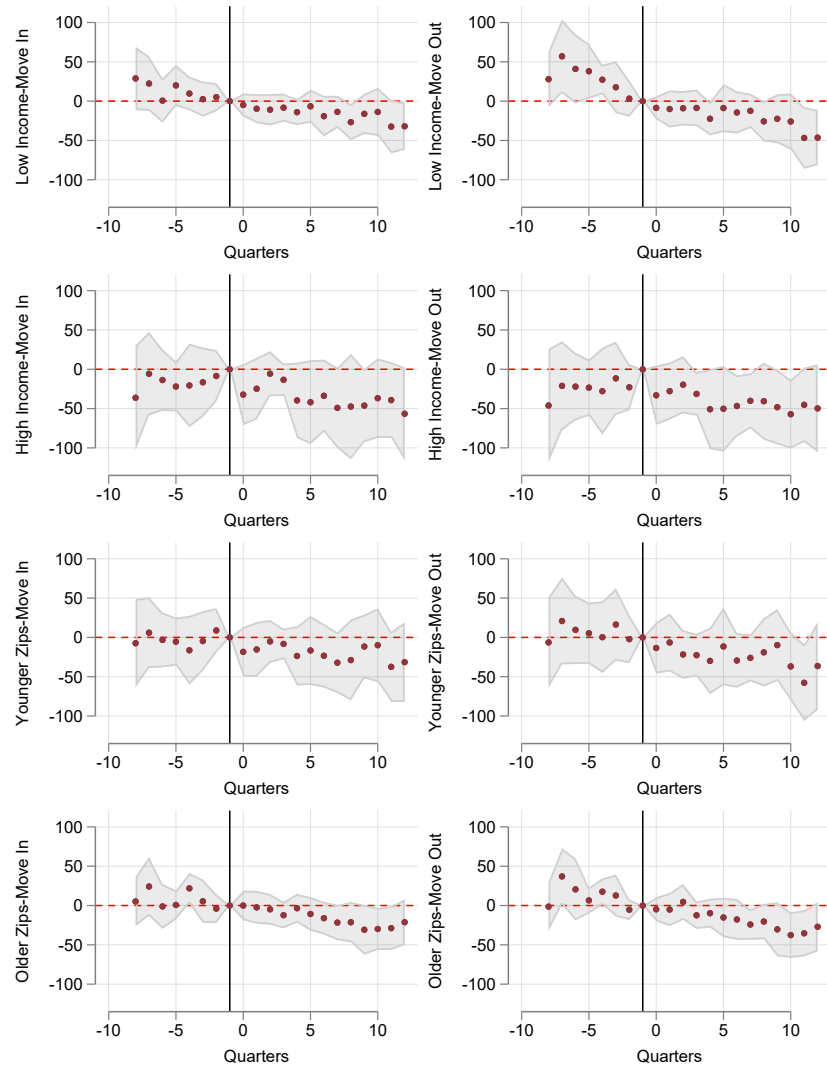 Low Income-Move In
100
50
0
-50
-100
-10 -5 0 5 10
Quarters
Low Income-Move Out
100
50
0
-50
-100
-10 -5 0 5 10
Quarters
High Income-Move In
100
50
0
-50
-100
-10 -5 0 5 10
Quarters
High Income-Move Out
100
50
0
-50
-100
-10 -5 0 5 10
Quarters
Younger Zips-Move In
100
50
0
-50
-100
-10 -5 0 5 10
Quarters
Younger Zips-Move Out
100
50
0
-50
-100
-10 -5 0 5 10
Quarters
Older Zips-Move In
100
50
0
-50
-100
-10 -5 0 5 10
Quarters
Older Zips-Move Out
100
50
0
-50
-100
-10 -5 0 5 10
Quarters